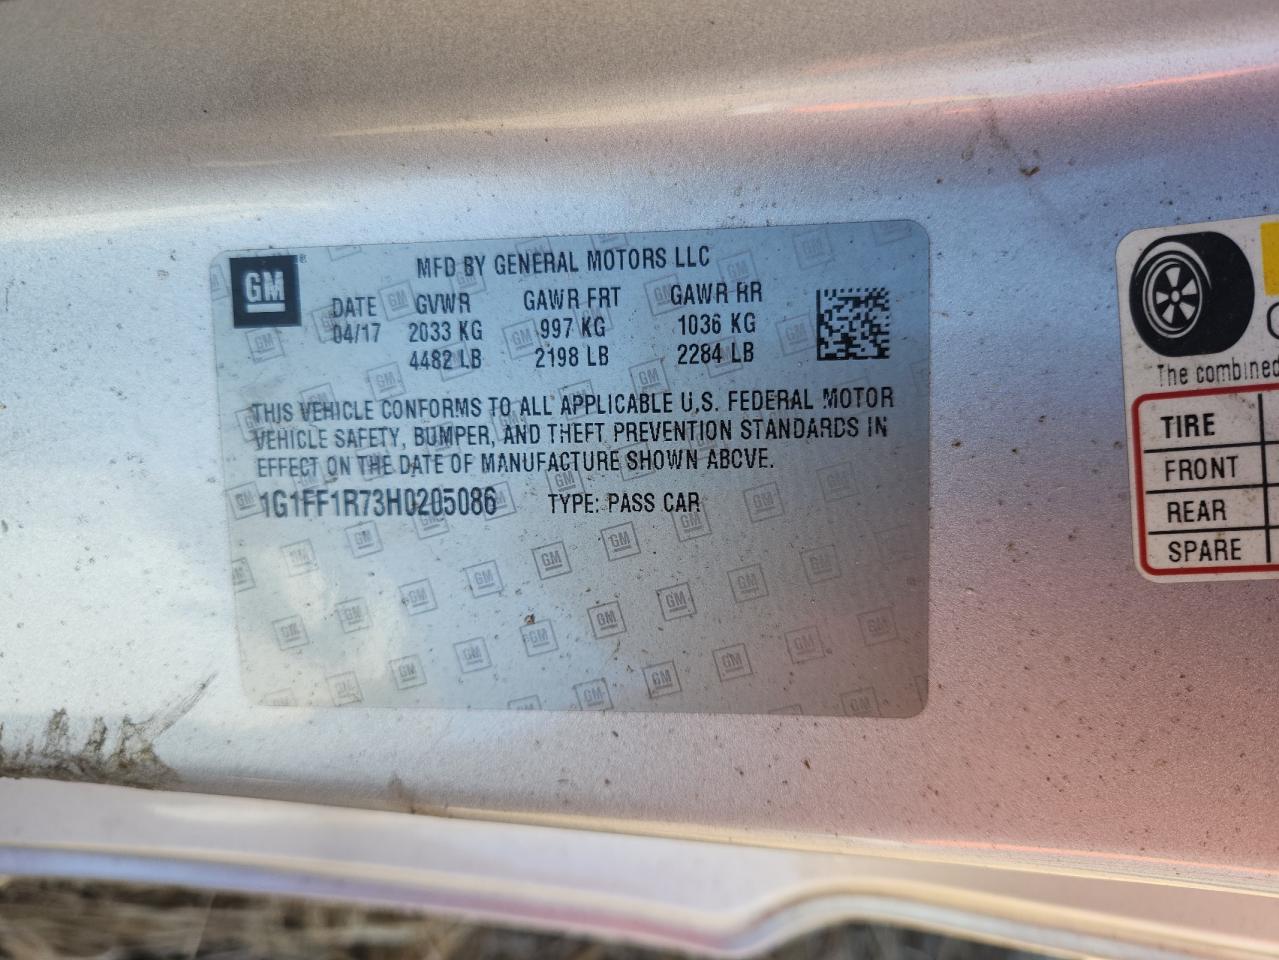 GM
MFD BY GENERAL MOTORS LLC
DATE GVWR GAWR FRT GAWR RR
04/17 2033 KG 997 KG 1036 KG
4482 LB 2198 LB 2284 LB
THIS VEHICLE CONFORMS TO ALL APPLICABLE U.S. FEDERAL MOTOR
VEHICLE SAFETY, BUMPER, AND THEFT PREVENTION STANDARDS IN
EFFECT ON THE DATE OF MANUFACTURE SHOWN ABOVE.
1G1FF1R73H0205086 TYPE: PASS CAR
The combined
TIRE
FRONT
REAR
SPARE